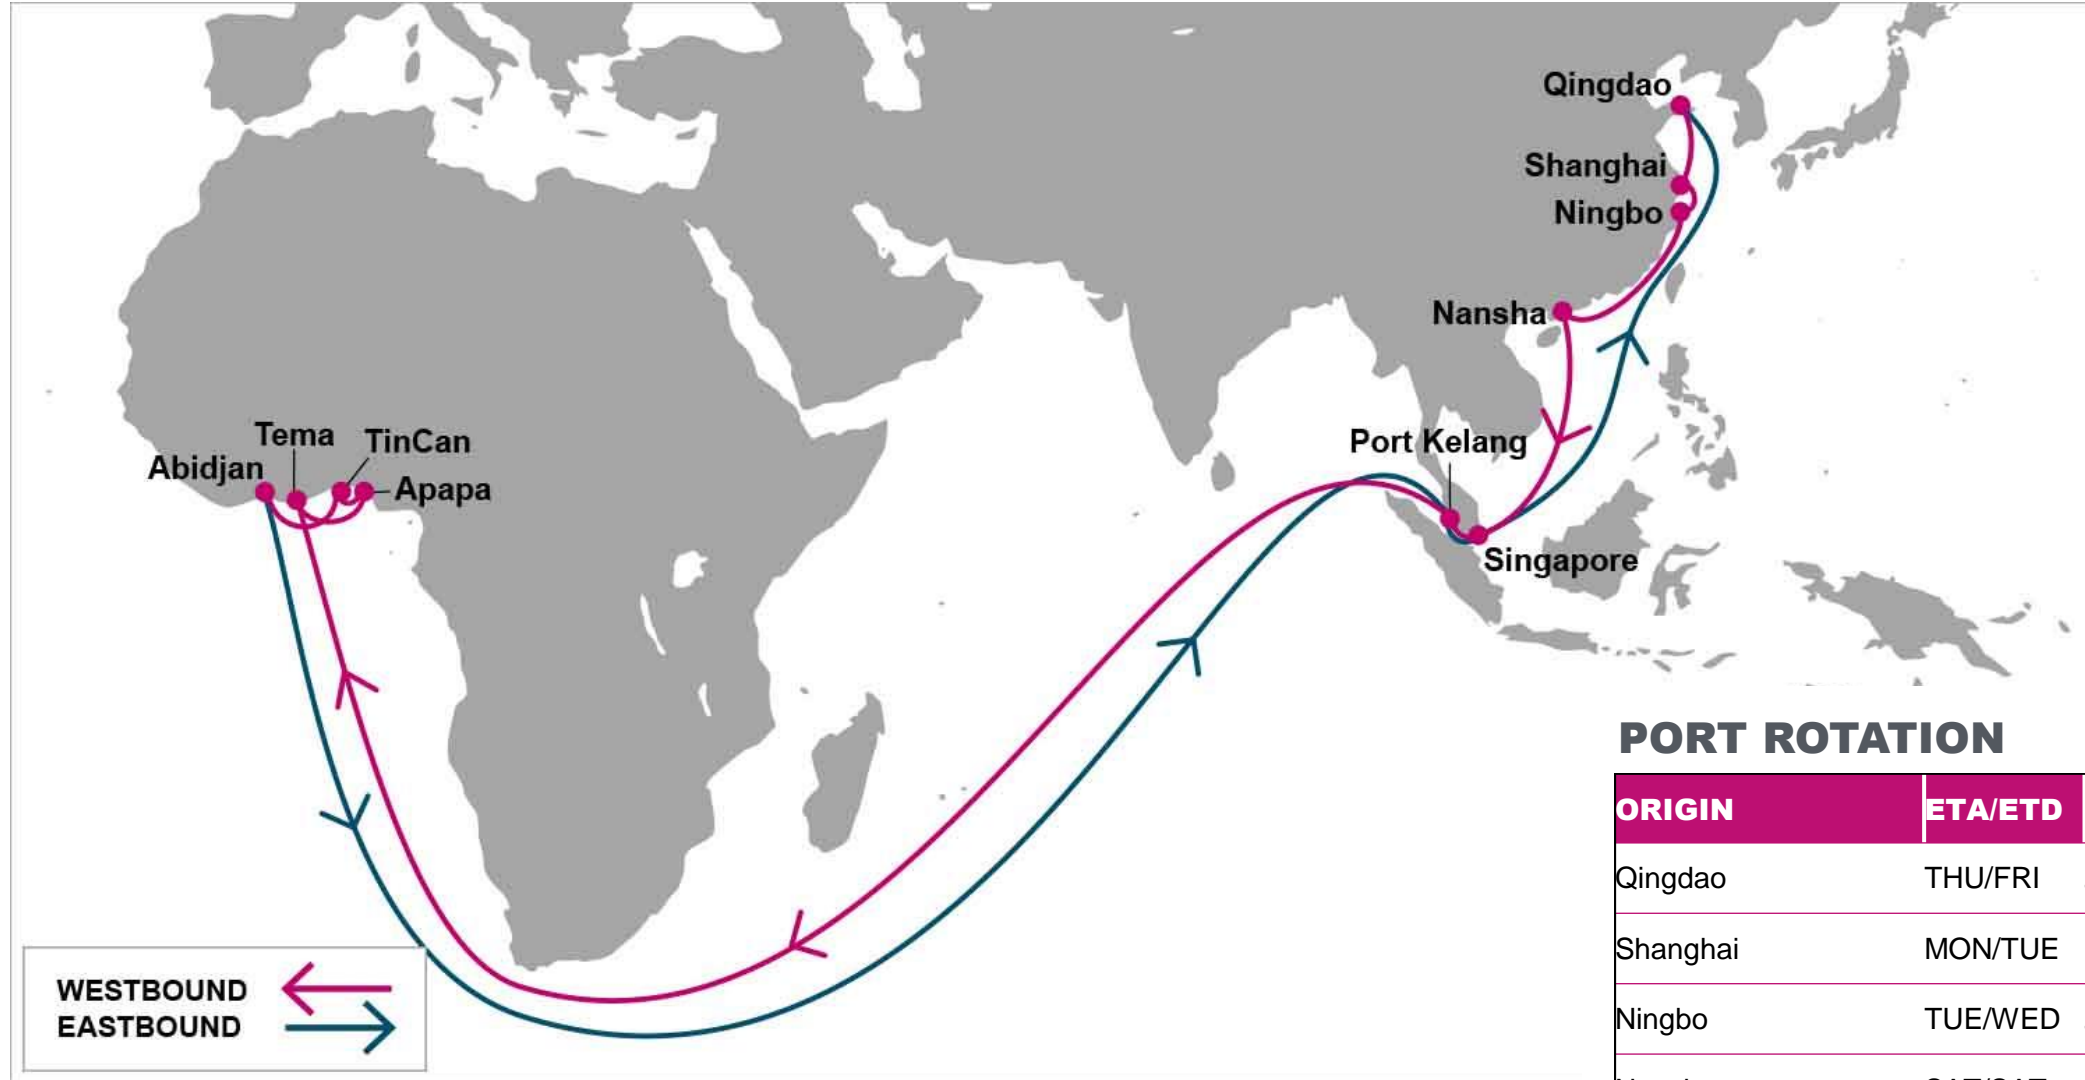 Qingdao
Shanghai
Ningbo
Nansha
Port Kelang
Singapore
Tema
TinCan
Abidjan
Apapa
WESTBOUND
EASTBOUND
PORT ROTATION
ORIGIN ETA/ETD
Qingdao THU/FRI
Shanghai MON/TUE
Ningbo TUE/WED